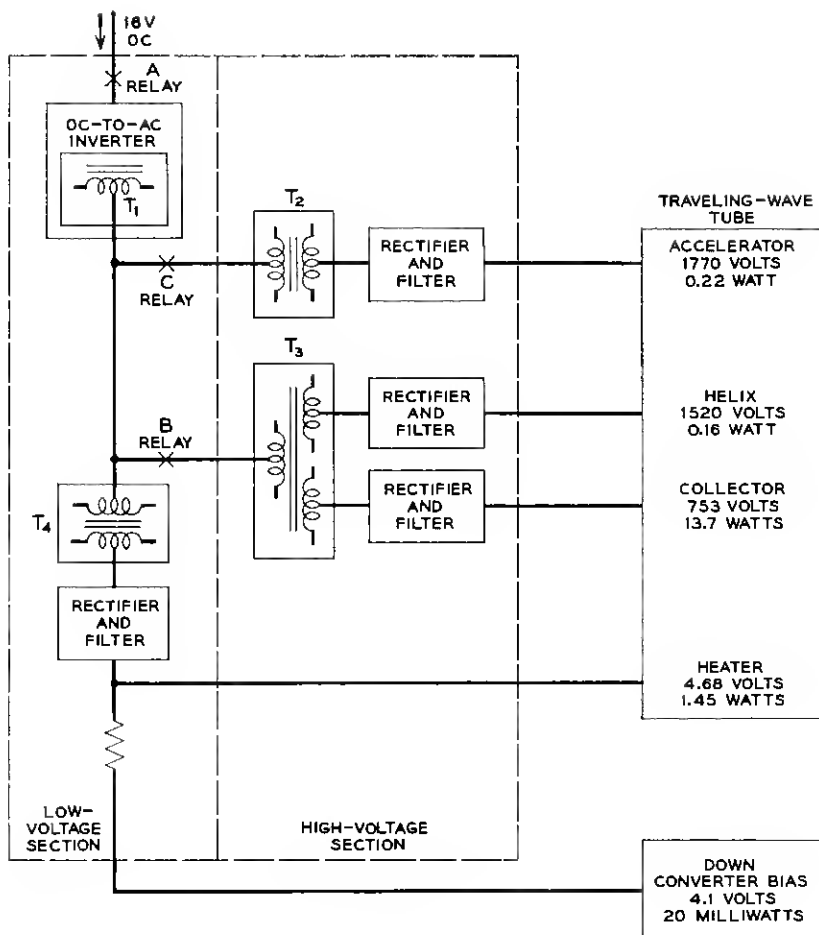 16V
DC
A
RELAY
DC-TO-AC
INVERTER
T1
C
RELAY
T2
RECTIFIER
AND
FILTER
T3
B
RELAY
RECTIFIER
AND
FILTER
RECTIFIER
AND
FILTER
T4
RECTIFIER
AND
FILTER
LOW-
VOLTAGE
SECTION
HIGH-VOLTAGE
SECTION
TRAVELING-WAVE
TUBE
ACCELERATOR
1770 VOLTS
0.22 WATT
HELIX
1520 VOLTS
0.16 WATT
COLLECTOR
753 VOLTS
13.7 WATTS
HEATER
4.68 VOLTS
1.45 WATTS
DOWN
CONVERTER BIAS
4.1 VOLTS
20 MILLIWATTS